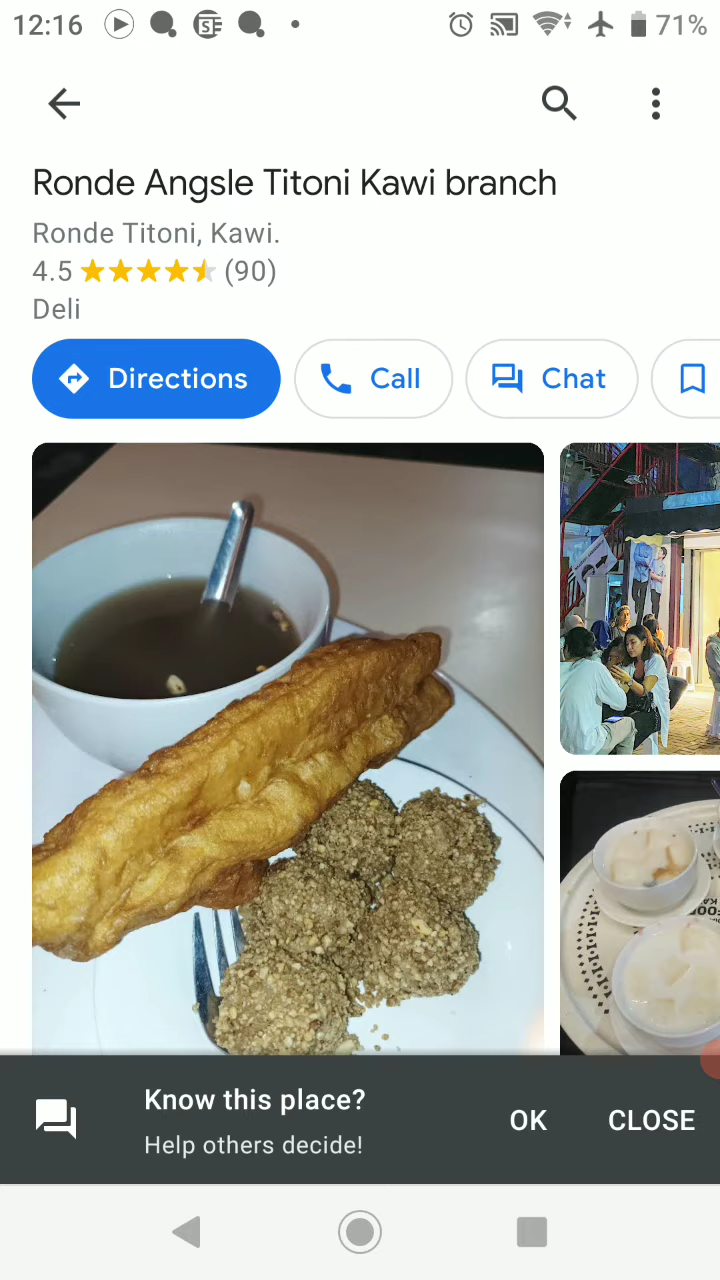 12:16
71%
Ronde Angsle Titoni Kawi branch
Ronde Titoni, Kawi.
4.5 (90)
Deli
Directions
Call
Chat
Know this place?
Help others decide!
OK
CLOSE